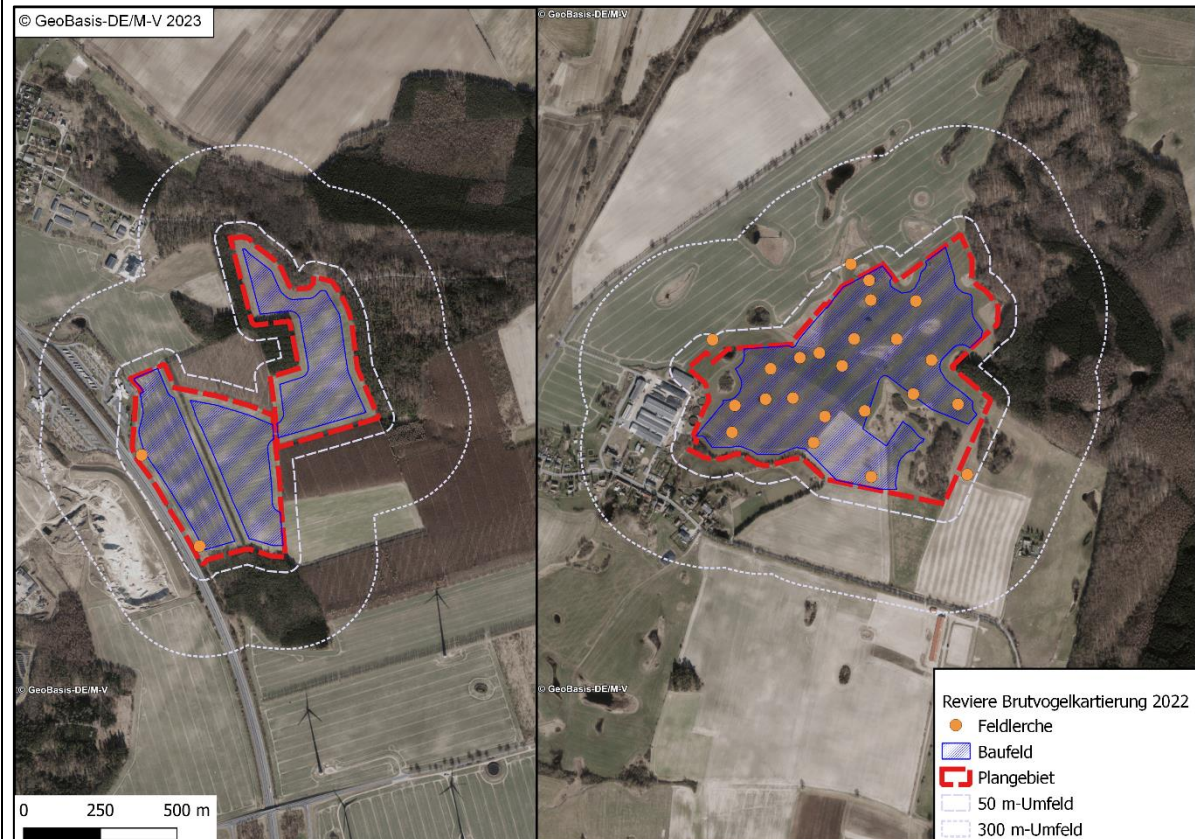 © GeoBasis-DE/M-V 2023
© GeoBasis-DE/M-V
© GeoBasis-DE/M-V
© GeoBasis-DE/M-V
Reviere Brutvogelkartierung 2022
Feldlerche
Baufeld
Plangebiet
50 m-Umfeld
300 m-Umfeld
0 250 500 m